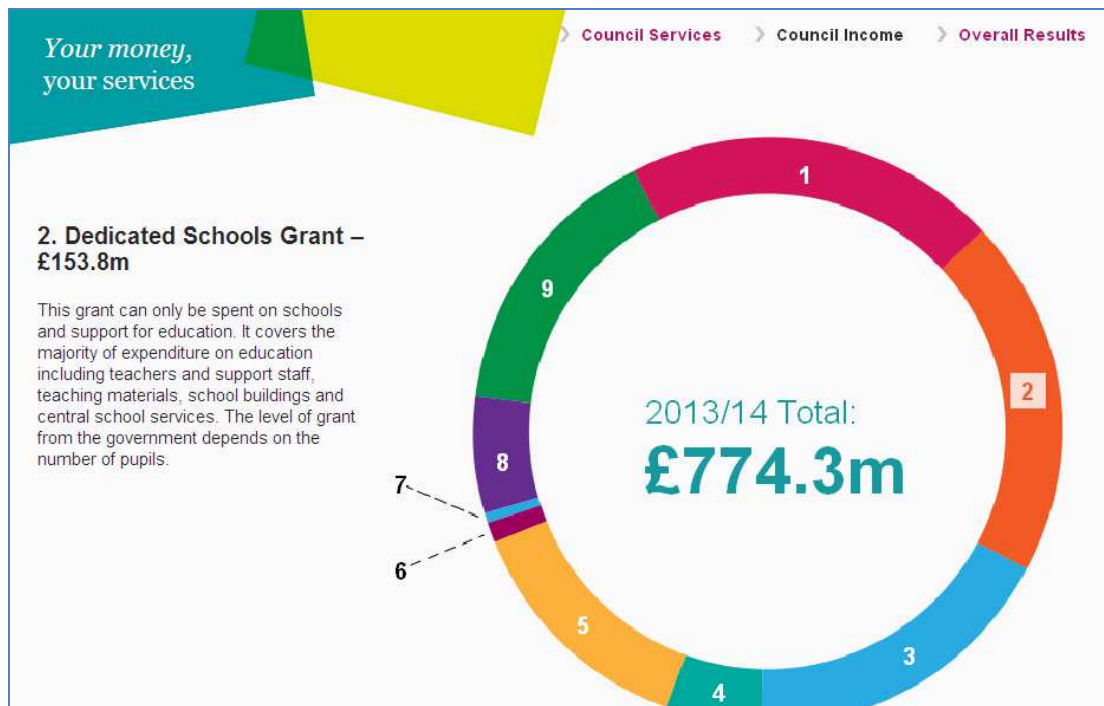 Your money,
your services
Council Services
Council Income
Overall Results
2. Dedicated Schools Grant –
£153.8m
This grant can only be spent on schools
and support for education. It covers the
majority of expenditure on education
including teachers and support staff,
teaching materials, school buildings and
central school services. The level of grant
from the government depends on the
number of pupils.
1
2
3
4
5
6
7
8
9
2013/14 Total:
£774.3m